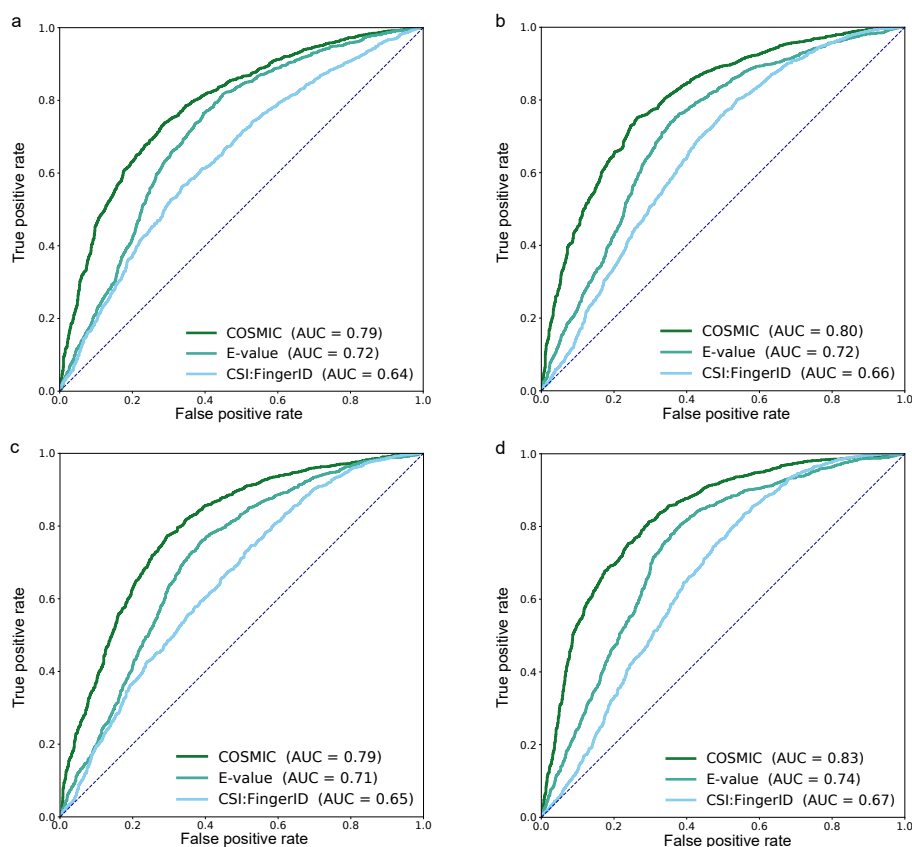 a
True positive rate
1.0
0.8
0.6
0.4
0.2
0.0
COSMIC (AUC = 0.79)
E-value (AUC = 0.72)
CSI:FingerID (AUC = 0.64)
0.0 0.2 0.4 0.6 0.8 1.0
False positive rate
b
True positive rate
1.0
0.8
0.6
0.4
0.2
0.0
COSMIC (AUC = 0.80)
E-value (AUC = 0.72)
CSI:FingerID (AUC = 0.66)
0.0 0.2 0.4 0.6 0.8 1.0
False positive rate
c
True positive rate
1.0
0.8
0.6
0.4
0.2
0.0
COSMIC (AUC = 0.79)
E-value (AUC = 0.71)
CSI:FingerID (AUC = 0.65)
0.0 0.2 0.4 0.6 0.8 1.0
False positive rate
d
True positive rate
1.0
0.8
0.6
0.4
0.2
0.0
COSMIC (AUC = 0.83)
E-value (AUC = 0.74)
CSI:FingerID (AUC = 0.67)
0.0 0.2 0.4 0.6 0.8 1.0
False positive rate